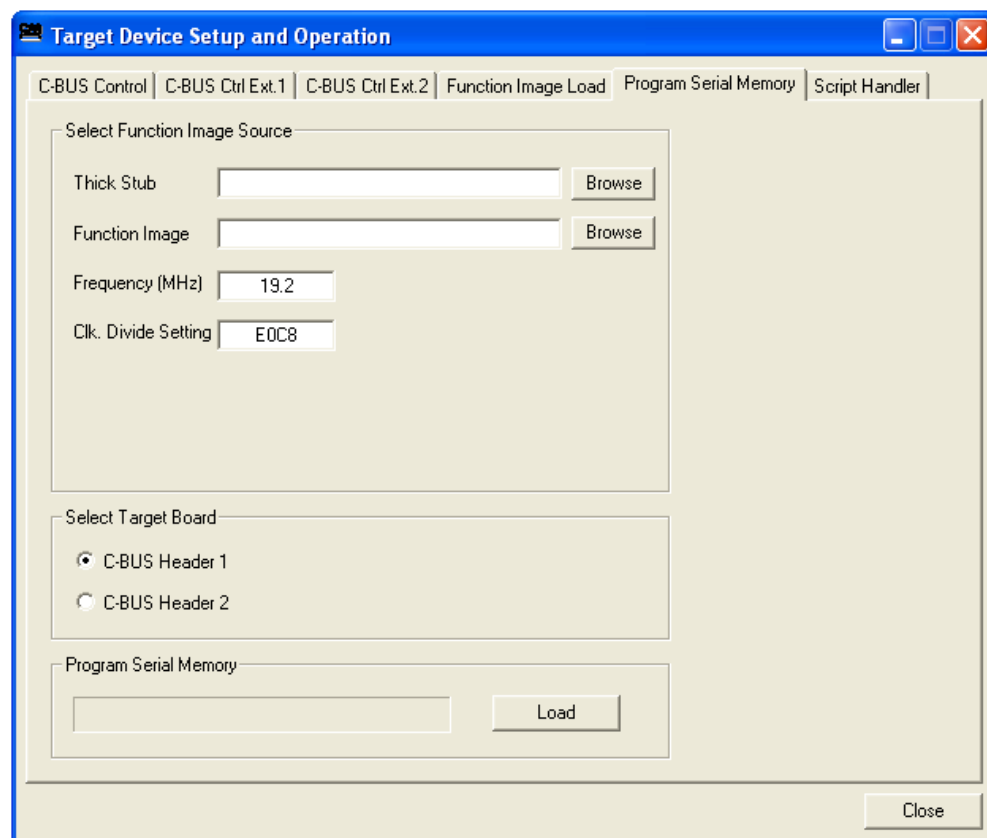 Target Device Setup and Operation
C-BUS Control C-BUS Ctrl Ext.1 C-BUS Ctrl Ext.2 Function Image Load Program Serial Memory Script Handler
Select Function Image Source
Thick Stub Browse
Function Image Browse
Frequency (MHz) 19.2
Clk. Divide Setting E0C8
Select Target Board
C-BUS Header 1
C-BUS Header 2
Program Serial Memory
Load
Close